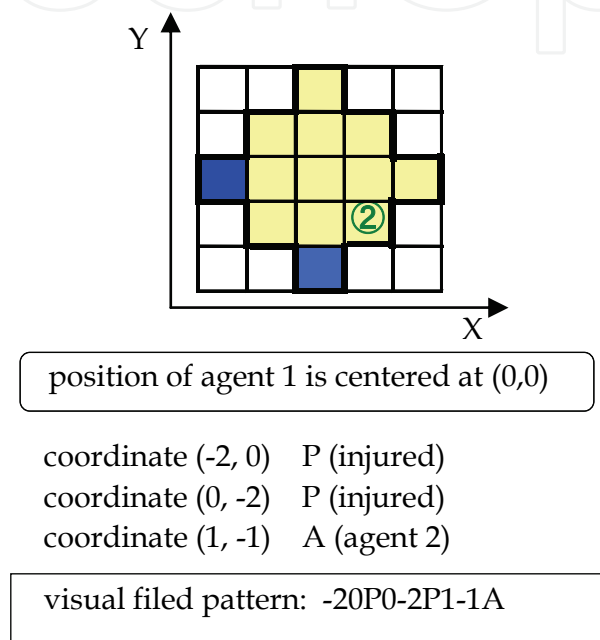 Y
②
X
position of agent 1 is centered at (0,0)
coordinate (-2, 0) P (injured)
coordinate (0, -2) P (injured)
coordinate (1, -1) A (agent 2)
visual filed pattern: -20P0-2P1-1A